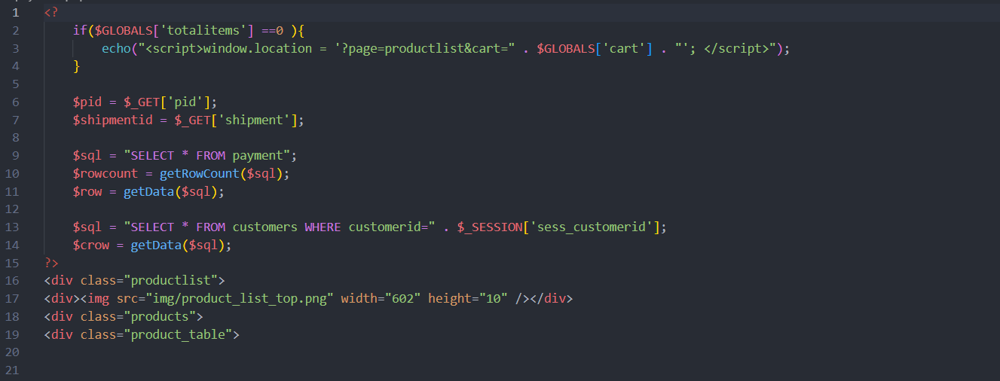 1 <?
2     if($GLOBALS['totalitems'] ==0 ){
3         echo("<script>window.location = '?page=productlist&cart=" . $GLOBALS['cart'] . "'; </script>");
4     }
5
6     $pid = $_GET['pid'];
7     $shipmentid = $_GET['shipment'];
8
9     $sql = "SELECT * FROM payment";
10     $rowcount = getRowCount($sql);
11     $row = getData($sql);
12
13     $sql = "SELECT * FROM customers WHERE customerid=" . $_SESSION['sess_customerid'];
14     $crow = getData($sql);
15 ?>
16 <div class="productlist">
17 <div><img src="img/product_list_top.png" width="602" height="10" /></div>
18 <div class="products">
19 <div class="product_table">
20
21